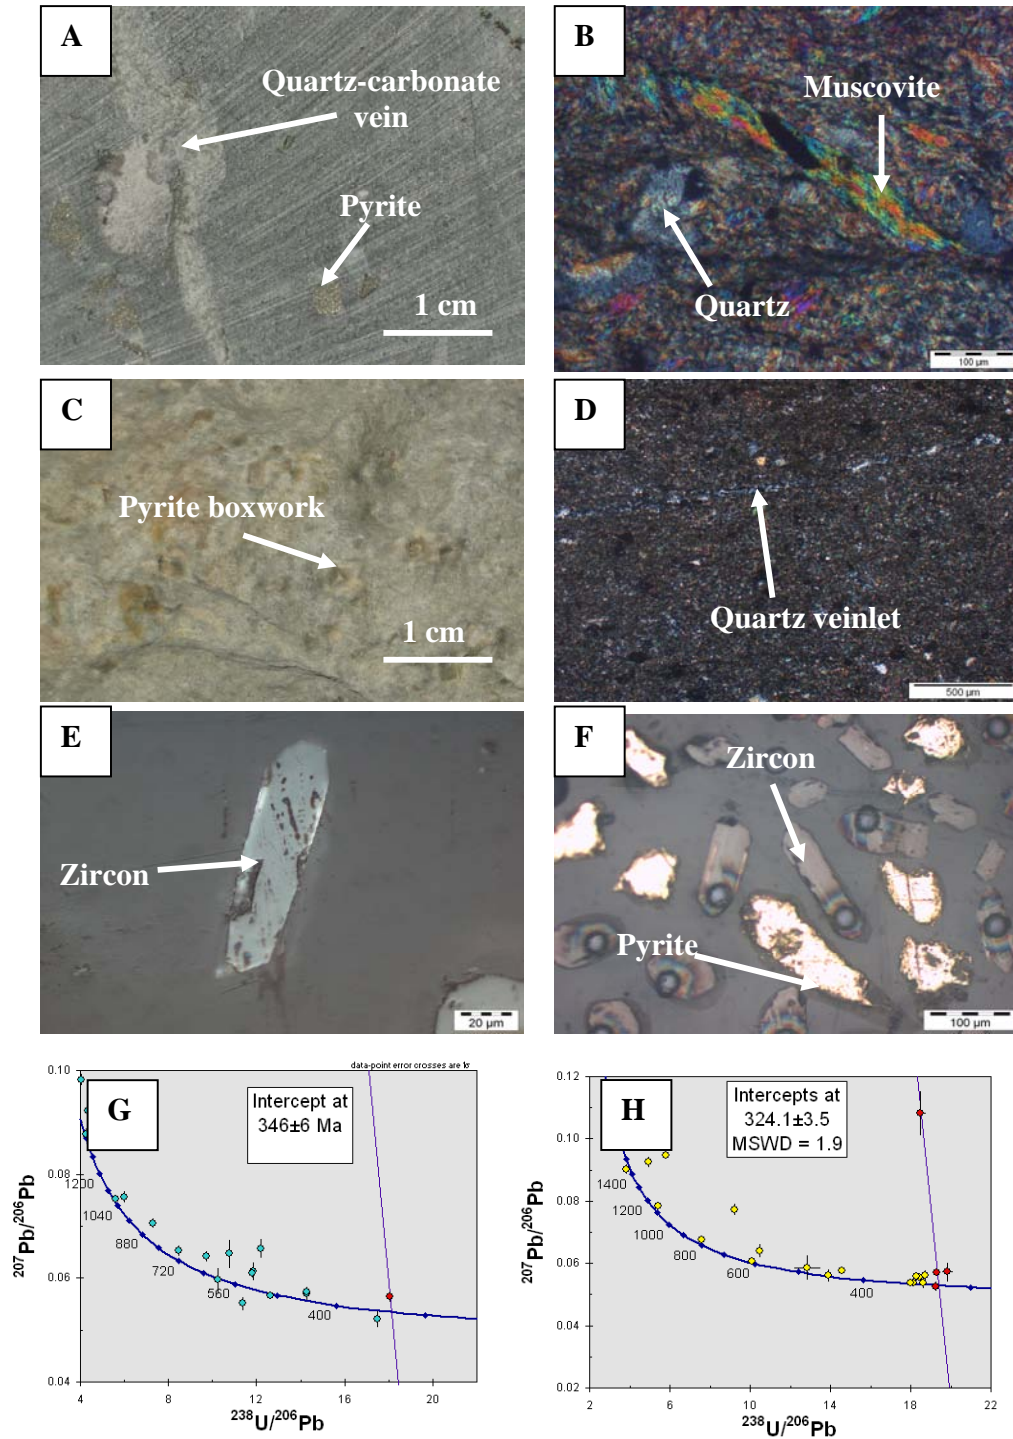 A
Quartz-carbonate
vein
Pyrite
1 cm
B
Muscovite
Quartz
100 µm
C
Pyrite boxwork
1 cm
D
Quartz veinlet
500 µm
E
Zircon
20 µm
F
Zircon
Pyrite
100 µm
data-point error crosses are 1σ
G
Intercept at
346±6 Ma
0.10
0.08
0.06
0.04
1200
1040
880
720
560
400
4 8 12 16 20
207Pb/206Pb
238U/206Pb
H
Intercepts at
324.1±3.5
MSWD = 1.9
0.12
0.10
0.08
0.06
0.04
0.02
1400
1200
1000
800
600
400
2 6 10 14 18 22
207Pb/206Pb
238U/206Pb